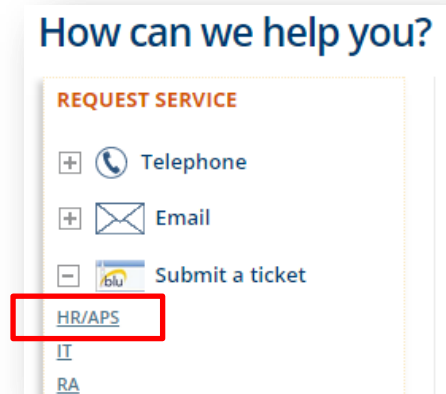 How can we help you?
REQUEST SERVICE
Telephone
Email
blu Submit a ticket
HR/APS
IT
RA